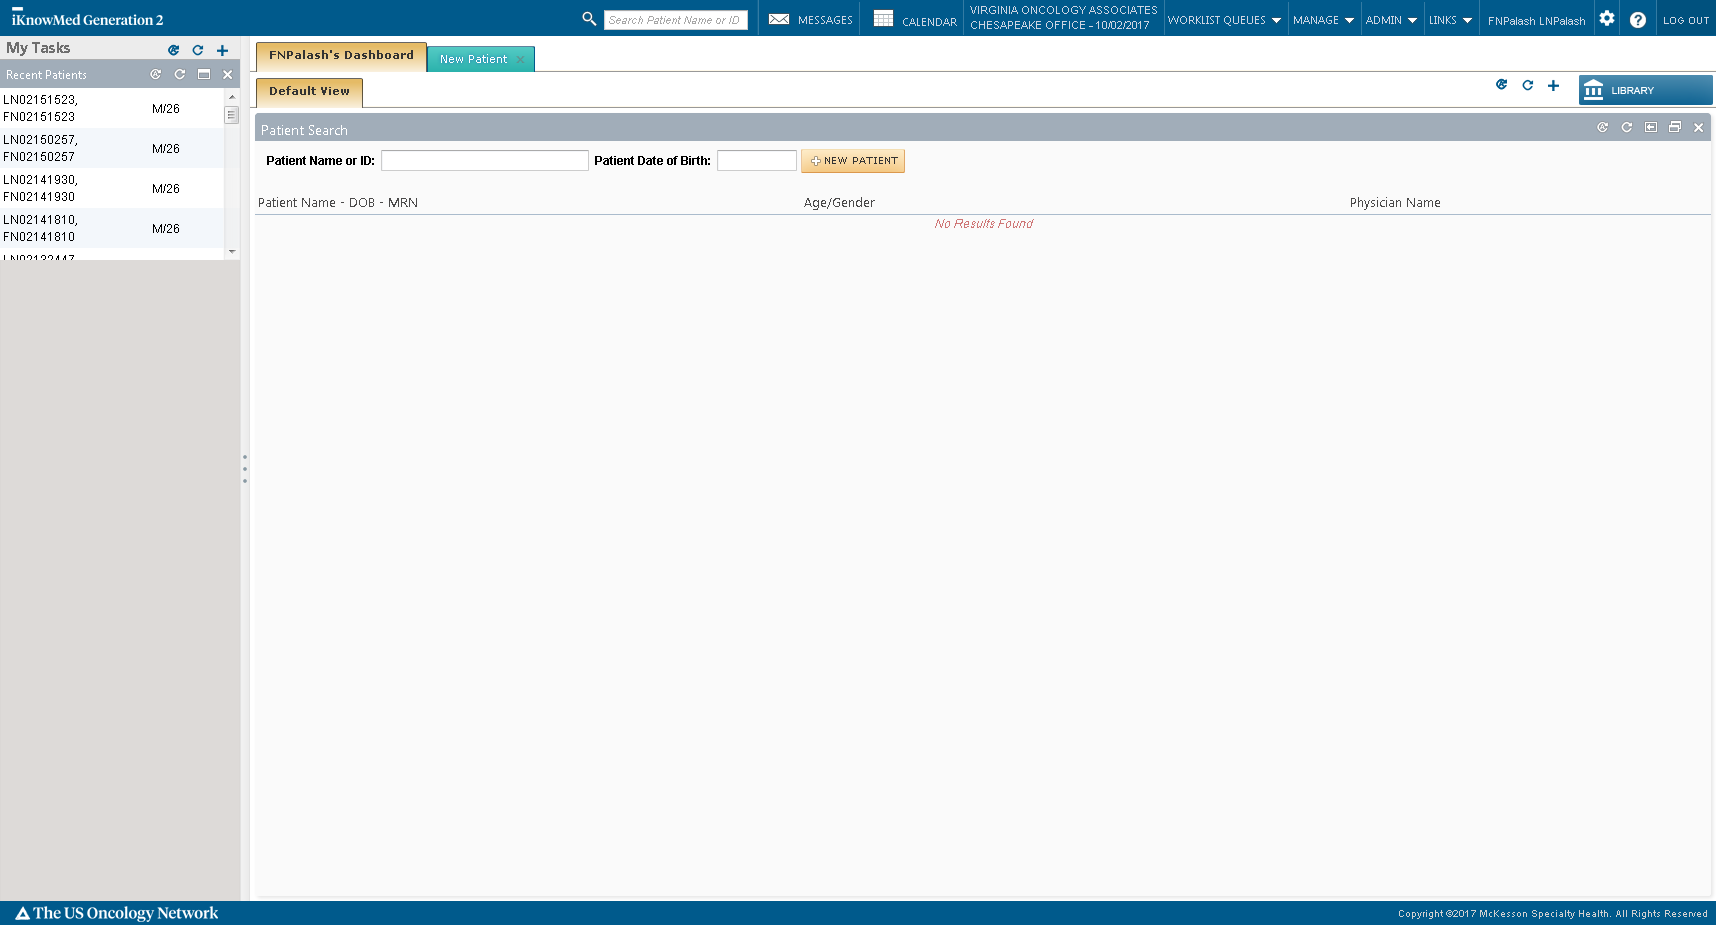 iKnowMed Generation 2
Search Patient Name or ID
MESSAGES
CALENDAR
VIRGINIA ONCOLOGY ASSOCIATES
CHESAPEAKE OFFICE - 10/02/2017
WORKLIST QUEUES
MANAGE
ADMIN
LINKS
FNPalash LNPalash
LOG OUT
My Tasks
Recent Patients
LN02151523,
FN02151523
M/26
LN02150257,
FN02150257
M/26
LN02141930,
FN02141930
M/26
LN02141810,
FN02141810
M/26
LN02132447,
FNPalash's Dashboard
New Patient
Default View
LIBRARY
Patient Search
Patient Name or ID:
Patient Date of Birth:
NEW PATIENT
Patient Name - DOB - MRN
Age/Gender
Physician Name
No Results Found
The US Oncology Network
Copyright ©2017 McKesson Specialty Health. All Rights Reserved